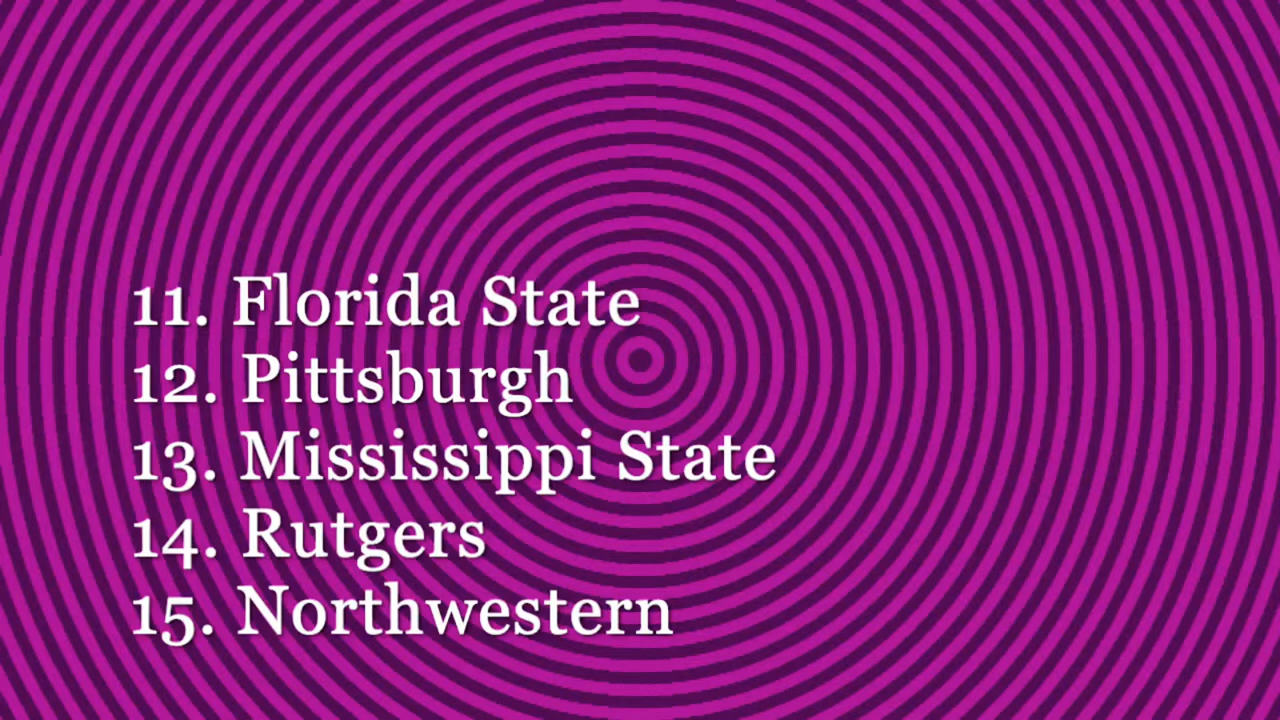 11. Florida State
12. Pittsburgh
13. Mississippi State
14. Rutgers
15. Northwestern